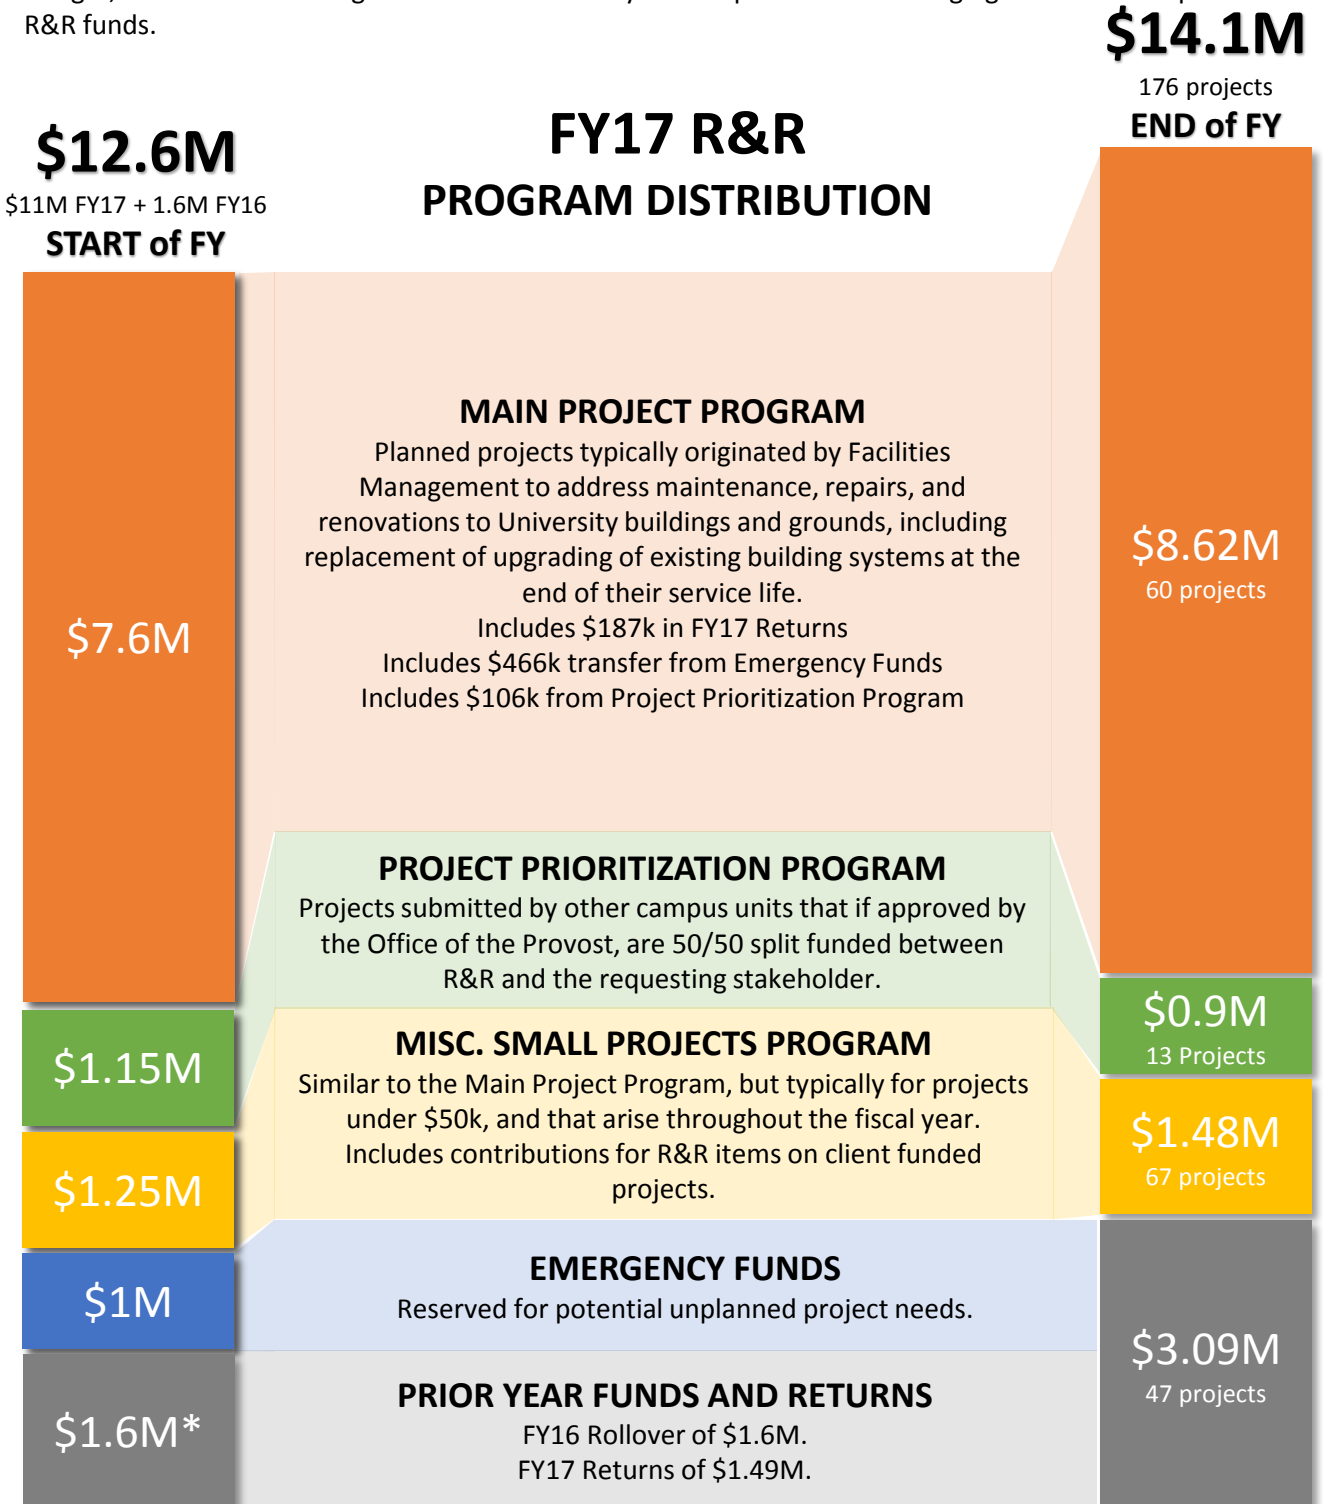 R&R funds.
$14.1M
176 projects
END of FY
$12.6M
$11M FY17 + 1.6M FY16
START of FY
FY17 R&R
PROGRAM DISTRIBUTION
MAIN PROJECT PROGRAM
Planned projects typically originated by Facilities
Management to address maintenance, repairs, and
renovations to University buildings and grounds, including
replacement of upgrading of existing building systems at the
end of their service life.
Includes $187k in FY17 Returns
Includes $466k transfer from Emergency Funds
Includes $106k from Project Prioritization Program
$7.6M
$8.62M
60 projects
PROJECT PRIORITIZATION PROGRAM
Projects submitted by other campus units that if approved by
the Office of the Provost, are 50/50 split funded between
R&R and the requesting stakeholder.
$1.15M
$0.9M
13 Projects
MISC. SMALL PROJECTS PROGRAM
Similar to the Main Project Program, but typically for projects
under $50k, and that arise throughout the fiscal year.
Includes contributions for R&R items on client funded
projects.
$1.25M
$1.48M
67 projects
EMERGENCY FUNDS
Reserved for potential unplanned project needs.
$1M
PRIOR YEAR FUNDS AND RETURNS
FY16 Rollover of $1.6M.
FY17 Returns of $1.49M.
$1.6M*
$3.09M
47 projects